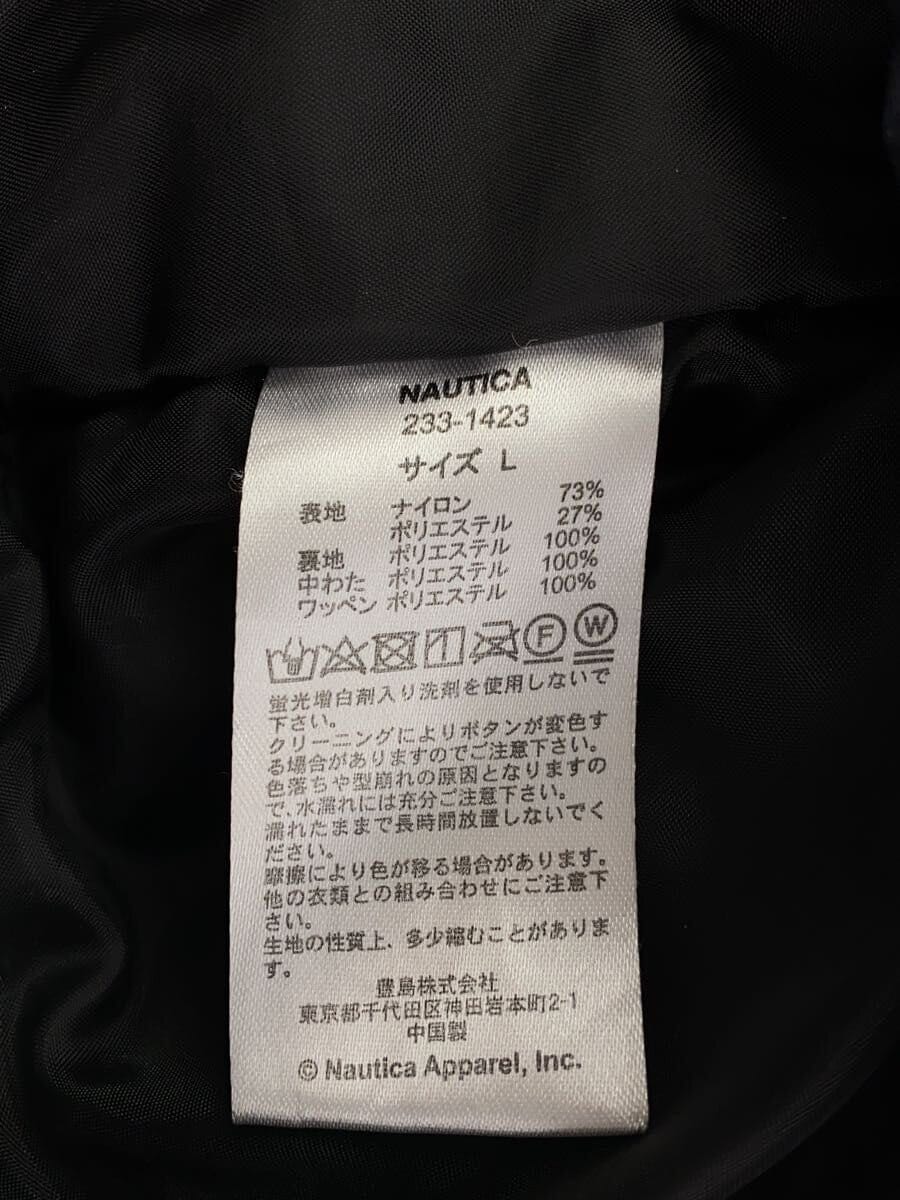 NAUTICA
233-1423
サイズ L
表地 ナイロン 73%
ポリエステル 27%
裏地 ポリエステル 100%
中わた ポリエステル 100%
ワッペン ポリエステル 100%
F W
蛍光増白剤入り洗剤を使用しないで
下さい。
クリーニングによりボタンが変色す
る場合がありますのでご注意下さい。
色落ちや型崩れの原因となりますの
で、水濡れには充分ご注意下さい。
濡れたままで長時間放置しないでく
ださい。
摩擦により色が移る場合があります。
他の衣類との組み合わせにご注意下
さい。
生地の性質上、多少縮むことがありま
す。
豊島株式会社
東京都千代田区神田岩本町2-1
中国製
© Nautica Apparel, Inc.